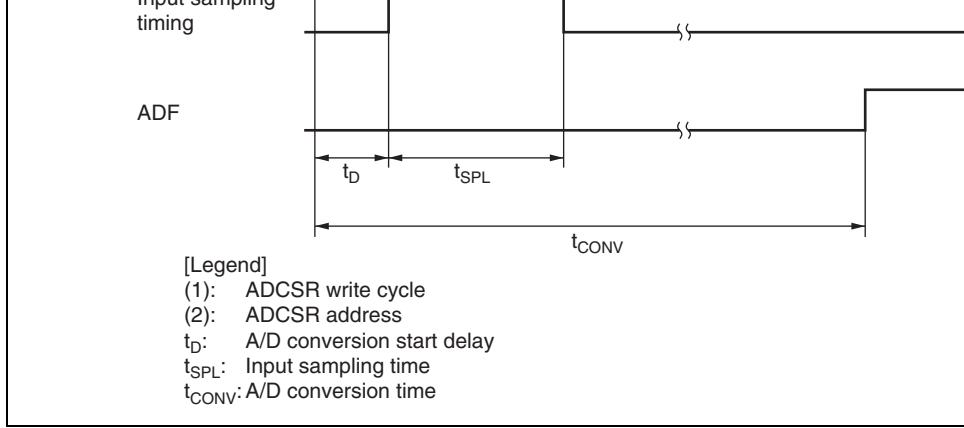 Input sampling
timing
ADF
tD
tSPL
tCONV
[Legend]
(1): ADCSR write cycle
(2): ADCSR address
tD: A/D conversion start delay
tSPL: Input sampling time
tCONV: A/D conversion time